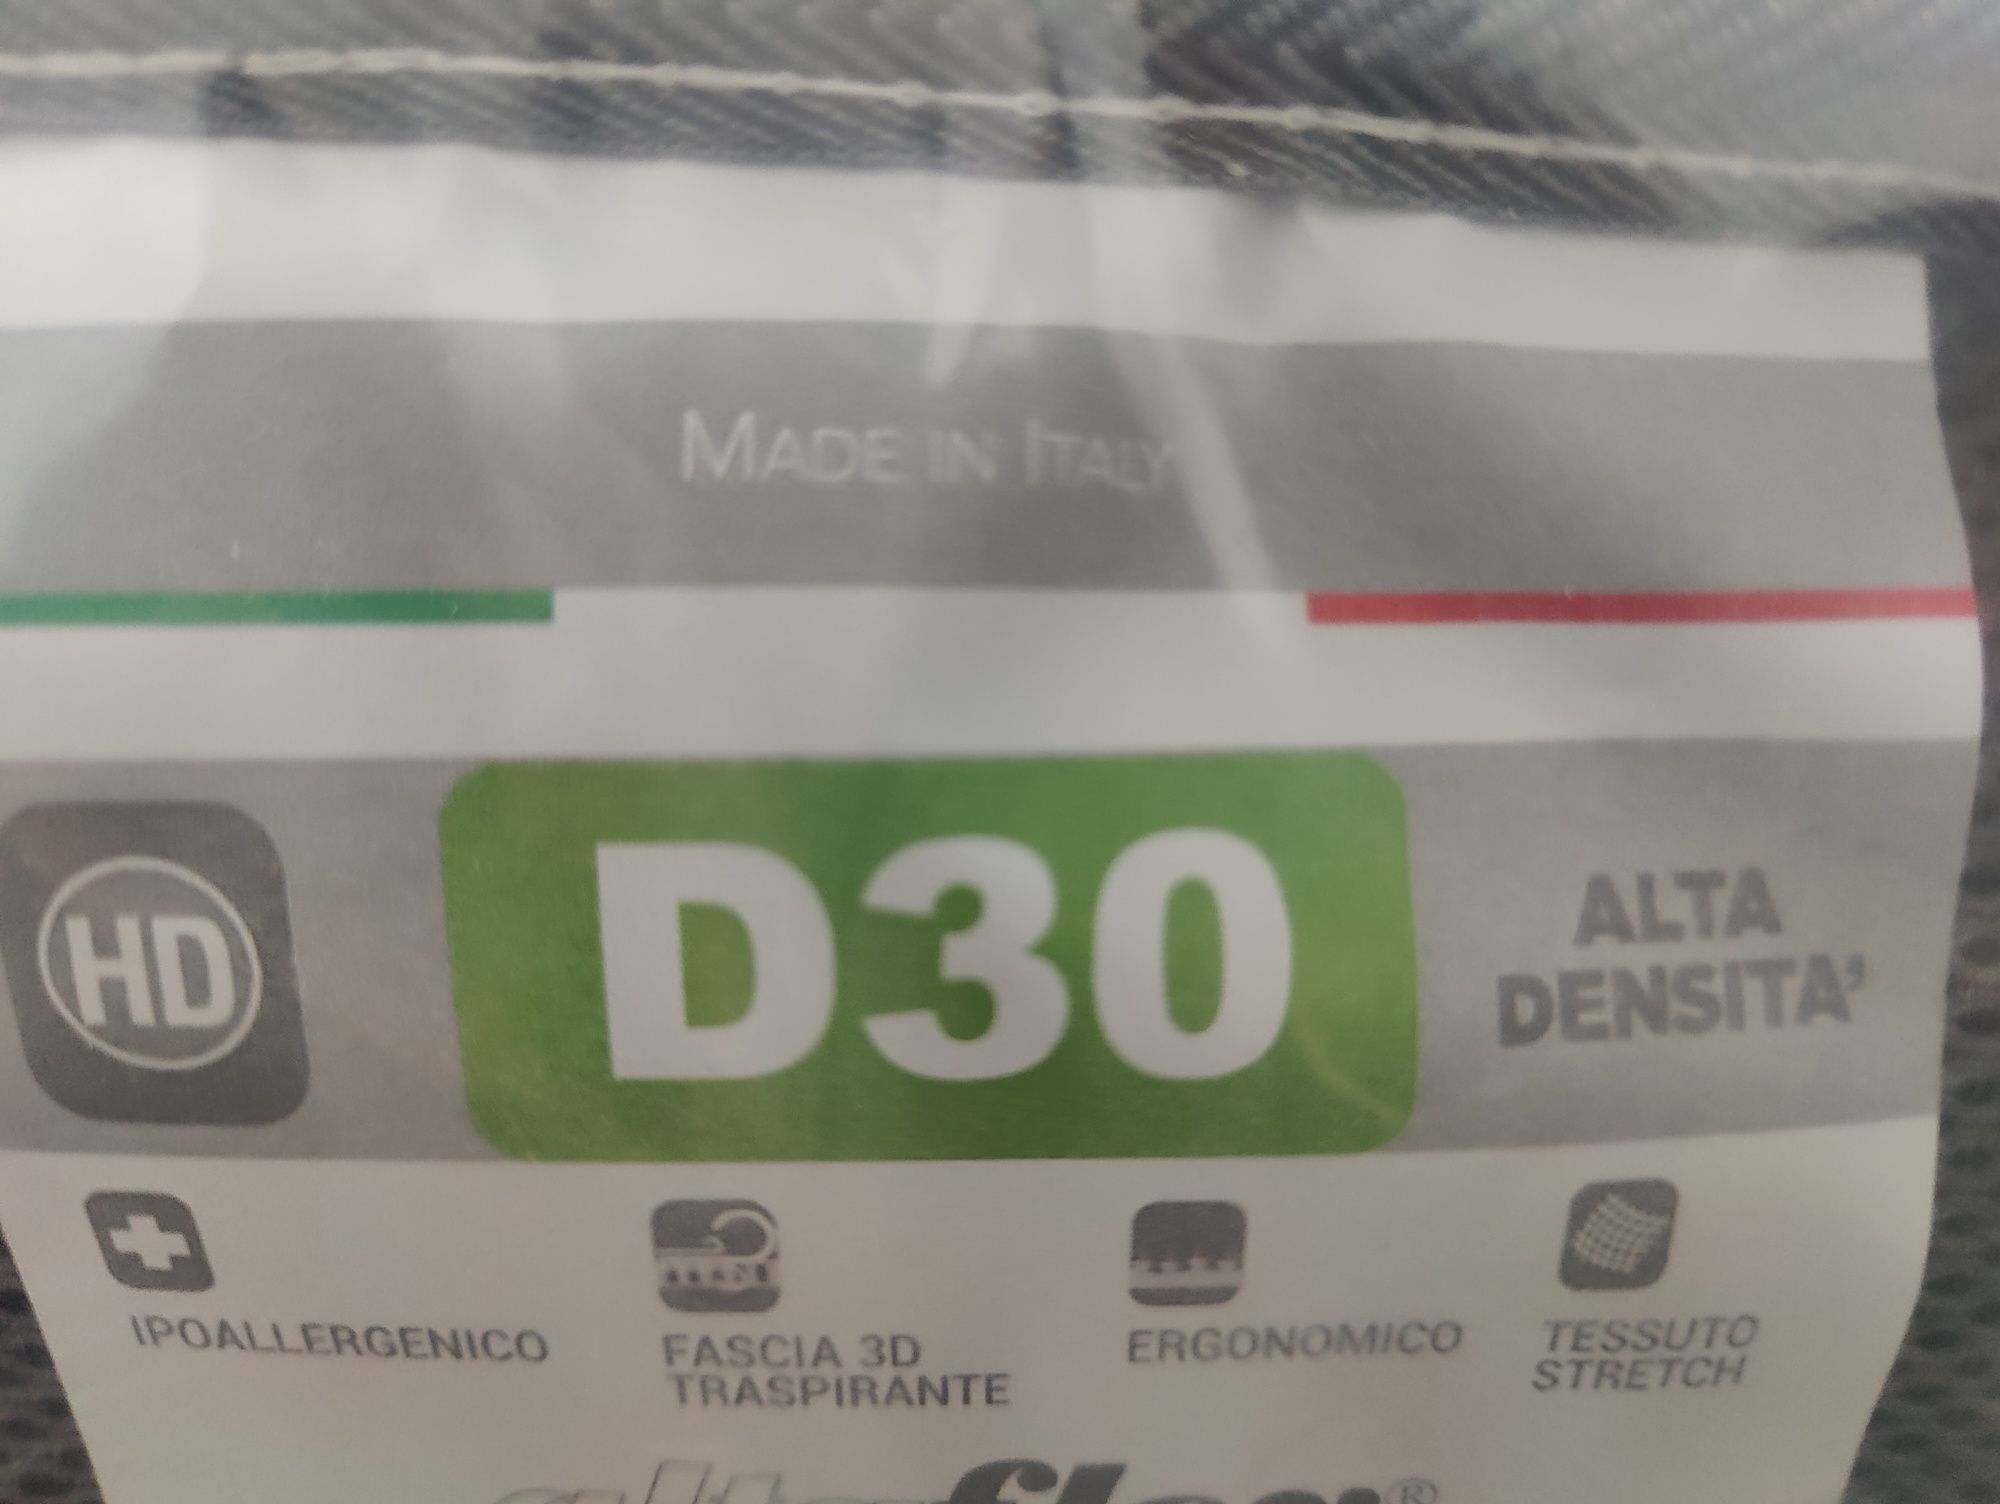 MADE IN ITALY
HD
D30
ALTA
DENSITA'
IPOALLERGENICO
FASCIA 3D
TRASPIRANTE
ERGONOMICO
TESSUTO
STRETCH